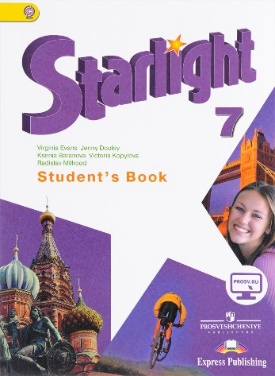 Starlight
7
Virginia Evans Jenny Dooley
Ksenia Baranova Victoria Kopylova
Radislav Millrood
Student's Book
PROSV.RU
PROSVESHCHENIYE
PUBLISHERS
Express Publishing